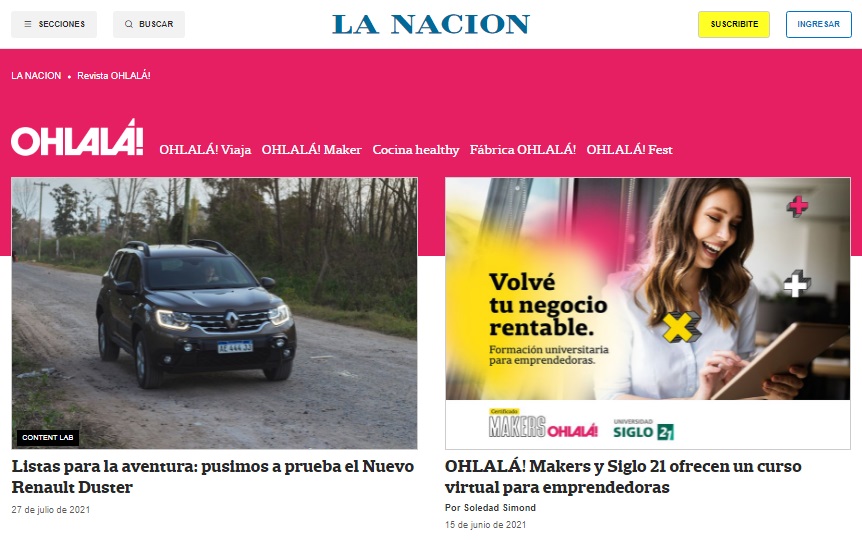 SECCIONES
BUSCAR
LA NACION
SUSCRIBITE
INGRESAR
LA NACION • Revista OHLALÁ!
OHLALÁ!
OHLALÁ! Viaja
OHLALÁ! Maker
Cocina healthy
Fábrica OHLALÁ!
OHLALÁ! Fest
AE 444 SJ
CONTENT LAB
Listas para la aventura: pusimos a prueba el Nuevo
Renault Duster
27 de julio de 2021
Volvé
tu negocio
rentable.
Formación universitaria
para emprendedoras.
Certificado
MAKERS OHLALÁ!
UNIVERSIDAD
SIGLO 21
OHLALÁ! Makers y Siglo 21 ofrecen un curso
virtual para emprendedoras
Por Soledad Simond
15 de junio de 2021